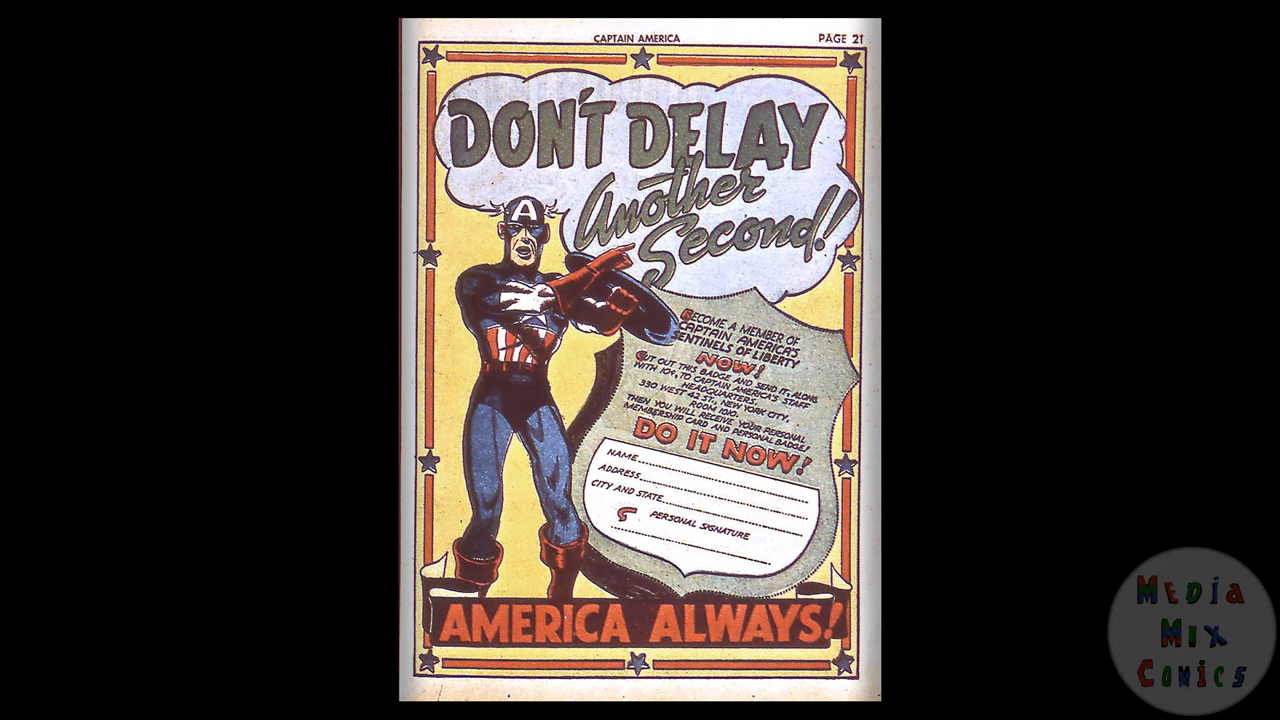 CAPTAIN AMERICA
PAGE 21
DON'T DELAY
Another
Second!
A
BECOME A MEMBER OF
CAPTAIN AMERICA'S
SENTINELS OF LIBERTY
NOW!
CUT OUT THIS BADGE AND SEND IT, ALONG
WITH 10¢, TO CAPTAIN AMERICA'S STAFF
HEADQUARTERS
330 WEST 42 ST., NEW YORK CITY,
ROOM 1010.
THEN YOU WILL RECEIVE YOUR PERSONAL
MEMBERSHIP CARD AND PERSONAL BADGE!
DO IT NOW!
NAME
ADDRESS
CITY AND STATE
5 PERSONAL SIGNATURE
AMERICA ALWAYS!
MEDiA
MiX
COMiCS